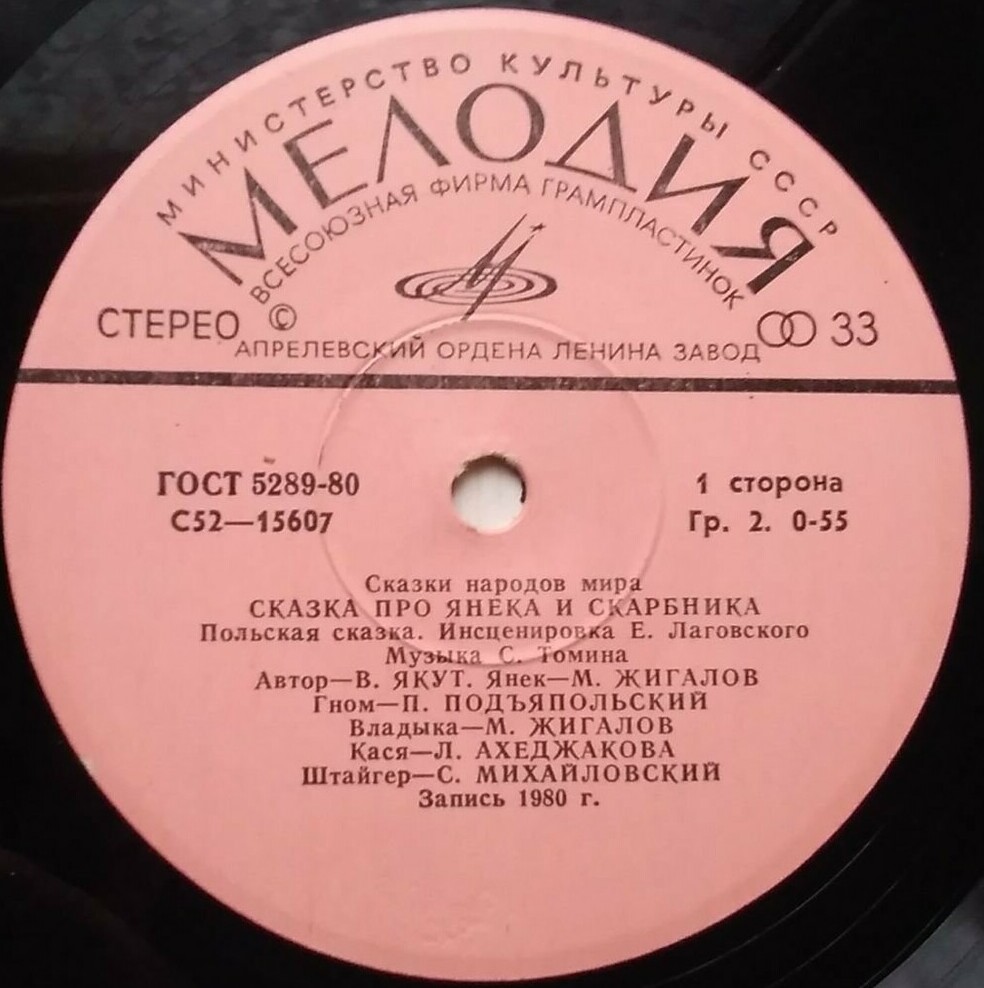 МИНИСТЕРСТВО КУЛЬТУРЫ СССР
МЕЛОДИЯ
ВСЕСОЮЗНАЯ ФИРМА ГРАМПЛАСТИНОК
СТЕРЕО © 33
АПРЕЛЕВСКИЙ ОРДЕНА ЛЕНИНА ЗАВОД
ГОСТ 5289-80 1 сторона
С52—15607 Гр. 2. 0-55
Сказки народов мира
СКАЗКА ПРО ЯНЕКА И СКАРБНИКА
Польская сказка. Инсценировка Е. Лаговского
Музыка С. Томина
Автор—В. ЯКУТ. Янек—М. ЖИГАЛОВ
Гном—П. ПОДЪЯПОЛЬСКИЙ
Владыка—М. ЖИГАЛОВ
Кася—Л. АХЕДЖАКОВА
Штайгер—С. МИХАЙЛОВСКИЙ
Запись 1980 г.